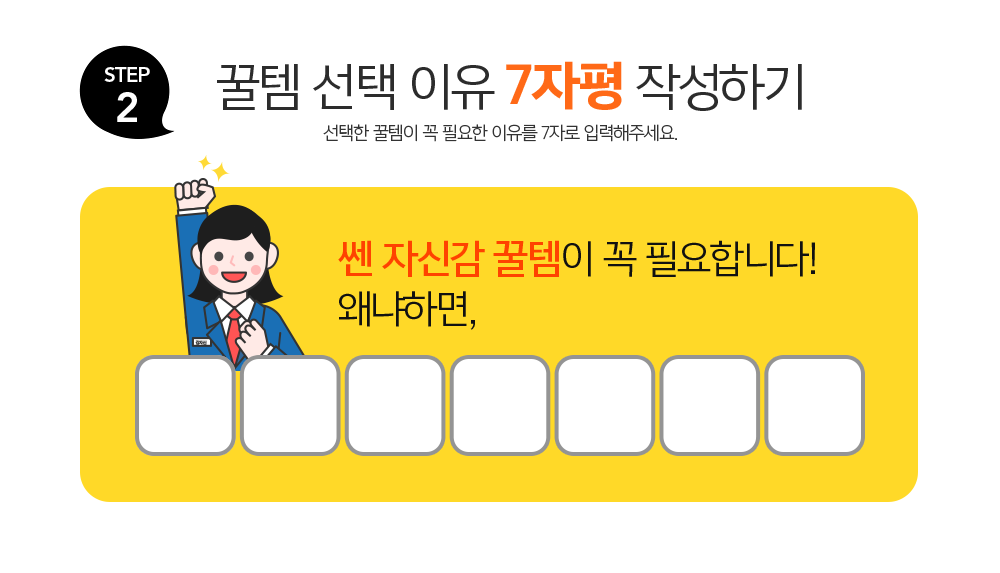 STEP
2
꿀템 선택 이유 7자평 작성하기
선택한 꿀템이 꼭 필요한 이유를 7자로 입력해주세요.
쎈 자신감 꿀템이 꼭 필요합니다!
왜냐하면,